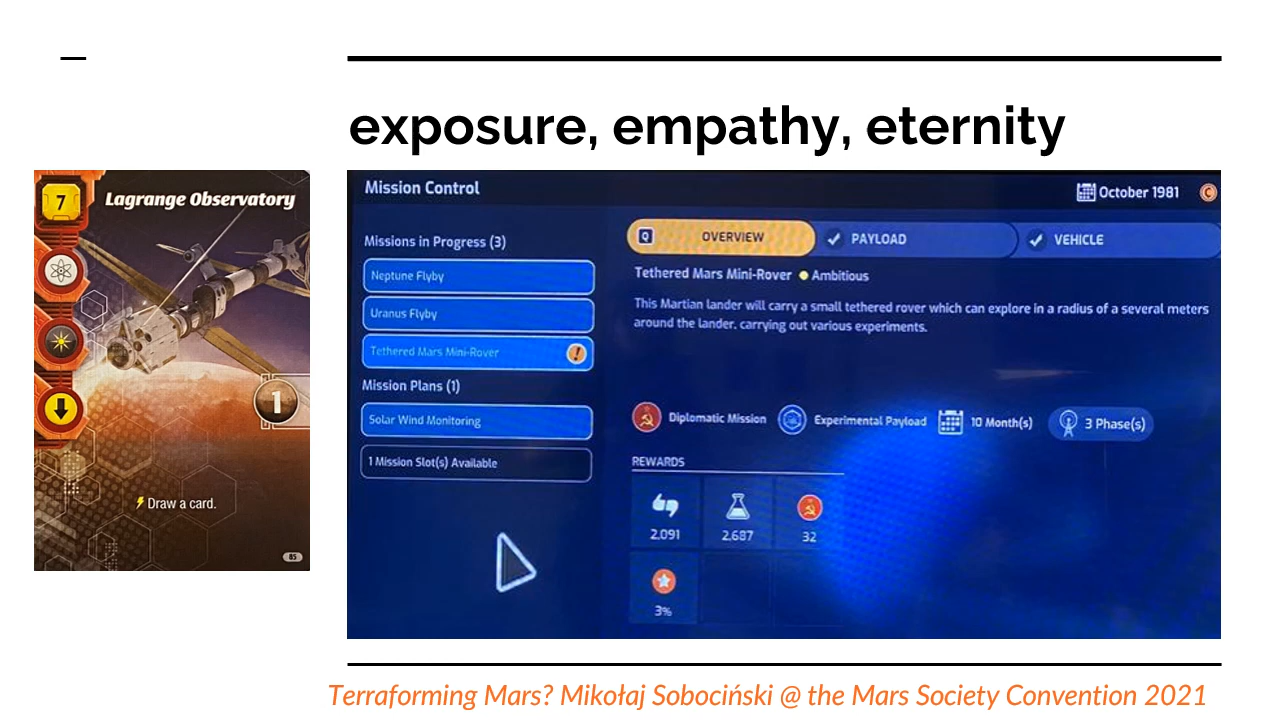 exposure, empathy, eternity
7
Lagrange Observatory
1
Draw a card.
85
Mission Control
October 1981
C
Missions in Progress (3)
Neptune Flyby
Uranus Flyby
Tethered Mars Mini-Rover
!
Mission Plans (1)
Solar Wind Monitoring
1 Mission Slot(s) Available
Q OVERVIEW
PAYLOAD
VEHICLE
Tethered Mars Mini-Rover Ambitious
This Martian lander will carry a small tethered rover which can explore in a radius of a several meters
around the lander. carrying out various experiments.
Diplomatic Mission
Experimental Payload
10 Month(s)
3 Phase(s)
REWARDS
2,091
2,687
32
3%
Terraforming Mars? Mikołaj Sobociński @ the Mars Society Convention 2021